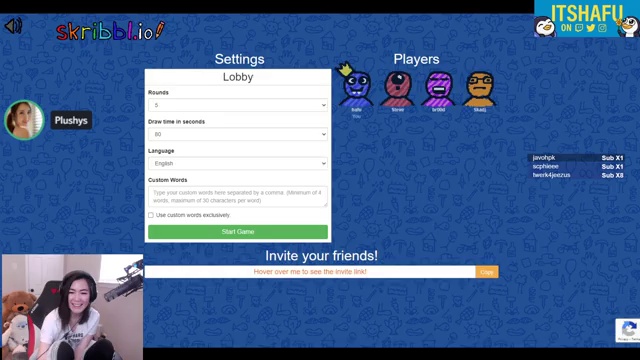 skribbl.io!
ITSHAFU
ON
Settings
Players
Lobby
Rounds
5
Draw time in seconds
80
Language
English
Custom Words
Type your custom words here separated by a comma (Minimum of 4
words, maximum of 30 characters per word)
Use custom words exclusively.
Start Game
hafu
You
Plushys
javohpk Sub X1
scphieee Sub X1
twerk4jeezus Sub X8
Invite your friends!
Hover over me to see the invite link!
Copy